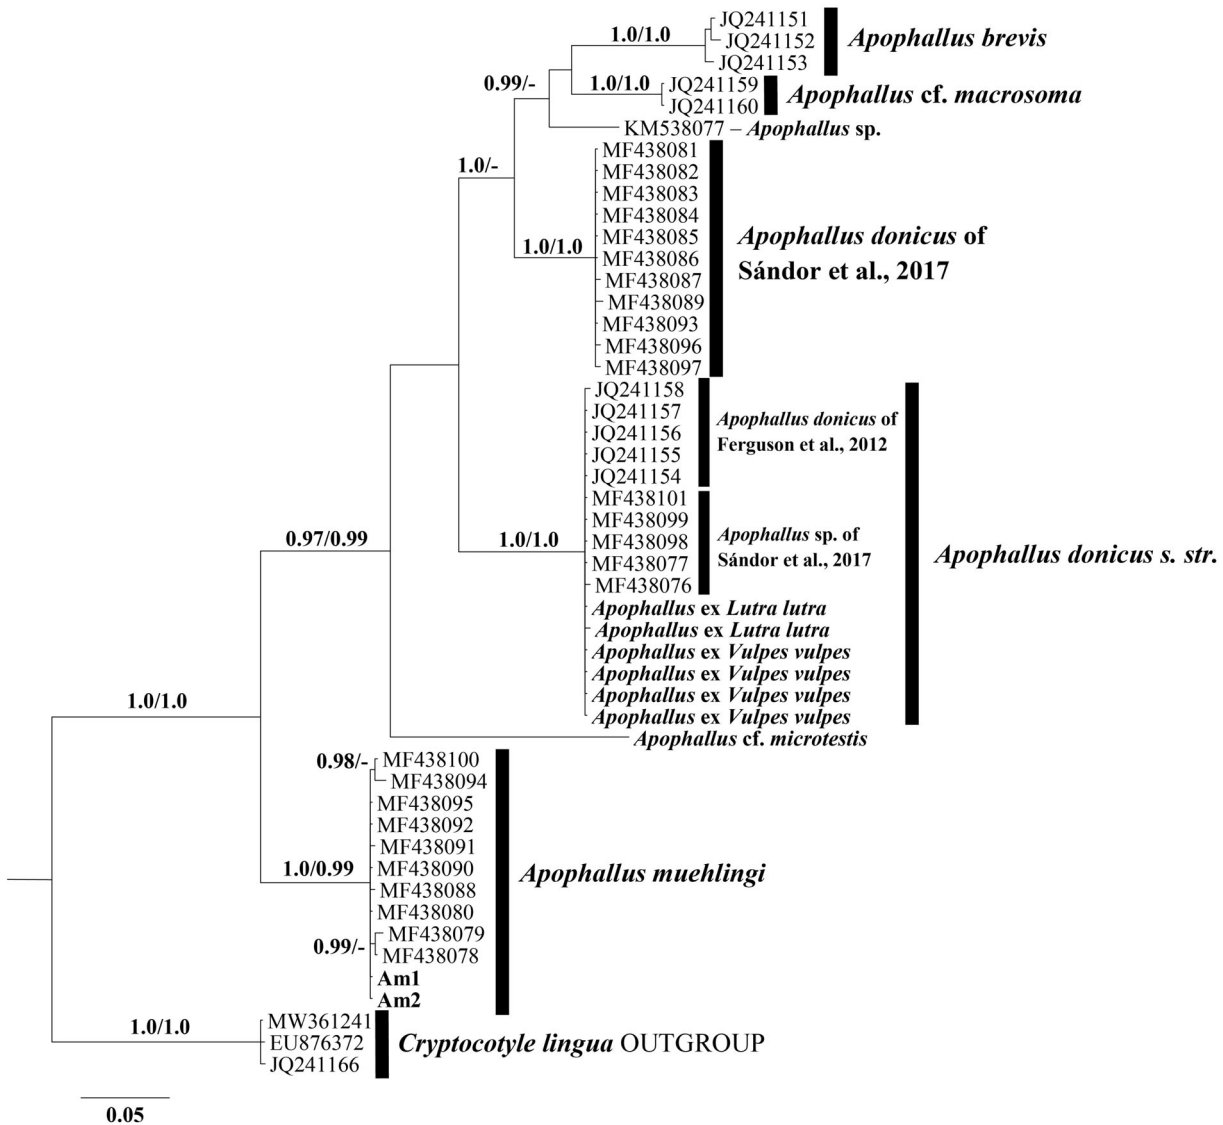 JQ241151
1.0/1.0
JQ241152
Apophallus brevis
JQ241153
0.99/-
1.0/1.0
JQ241159
JQ241160
Apophallus cf. macrosoma
KM538077 – Apophallus sp.
1.0/-
MF438081
MF438082
MF438083
MF438084
MF438085
1.0/1.0
MF438086
MF438087
MF438089
MF438093
MF438096
MF438097
Apophallus donicus of
Sándor et al., 2017
JQ241158
JQ241157
JQ241156
JQ241155
JQ241154
Apophallus donicus of
Ferguson et al., 2012
MF438101
MF438099
MF438098
MF438077
MF438076
Apophallus sp. of
Sándor et al., 2017
0.97/0.99
1.0/1.0
Apophallus donicus s. str.
Apophallus ex Lutra lutra
Apophallus ex Lutra lutra
Apophallus ex Vulpes vulpes
Apophallus ex Vulpes vulpes
Apophallus ex Vulpes vulpes
Apophallus ex Vulpes vulpes
1.0/1.0
Apophallus cf. microtestis
0.98/-
MF438100
MF438094
MF438095
MF438092
MF438091
1.0/0.99
MF438090
MF438088
MF438080
0.99/-
MF438079
MF438078
Am1
Am2
Apophallus muehlingi
1.0/1.0
MW361241
EU876372
JQ241166
Cryptocotyle lingua OUTGROUP
0.05